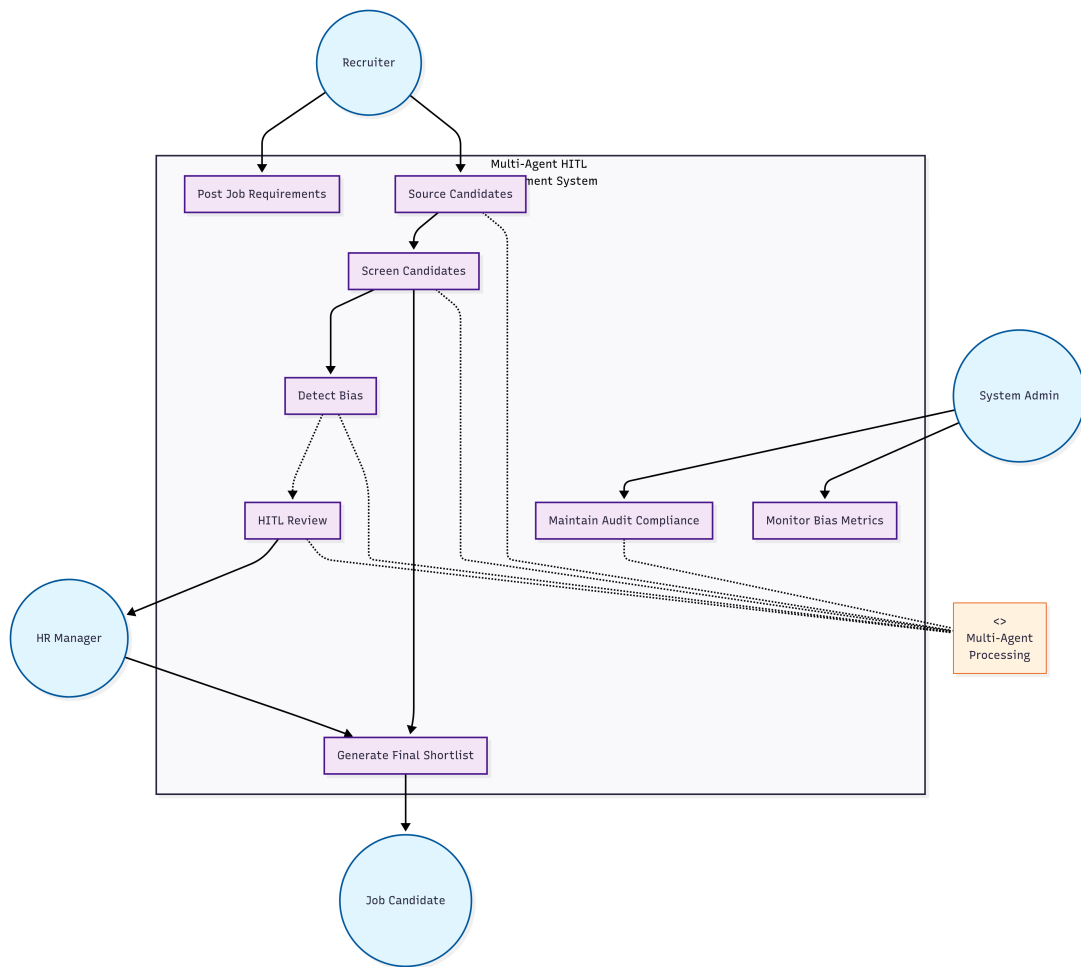 Recruiter
Multi-Agent HITL
ment System
Post Job Requirements
Source Candidates
Screen Candidates
Detect Bias
System Admin
HITL Review
Maintain Audit Compliance
Monitor Bias Metrics
HR Manager
<>
Multi-Agent
Processing
Generate Final Shortlist
Job Candidate